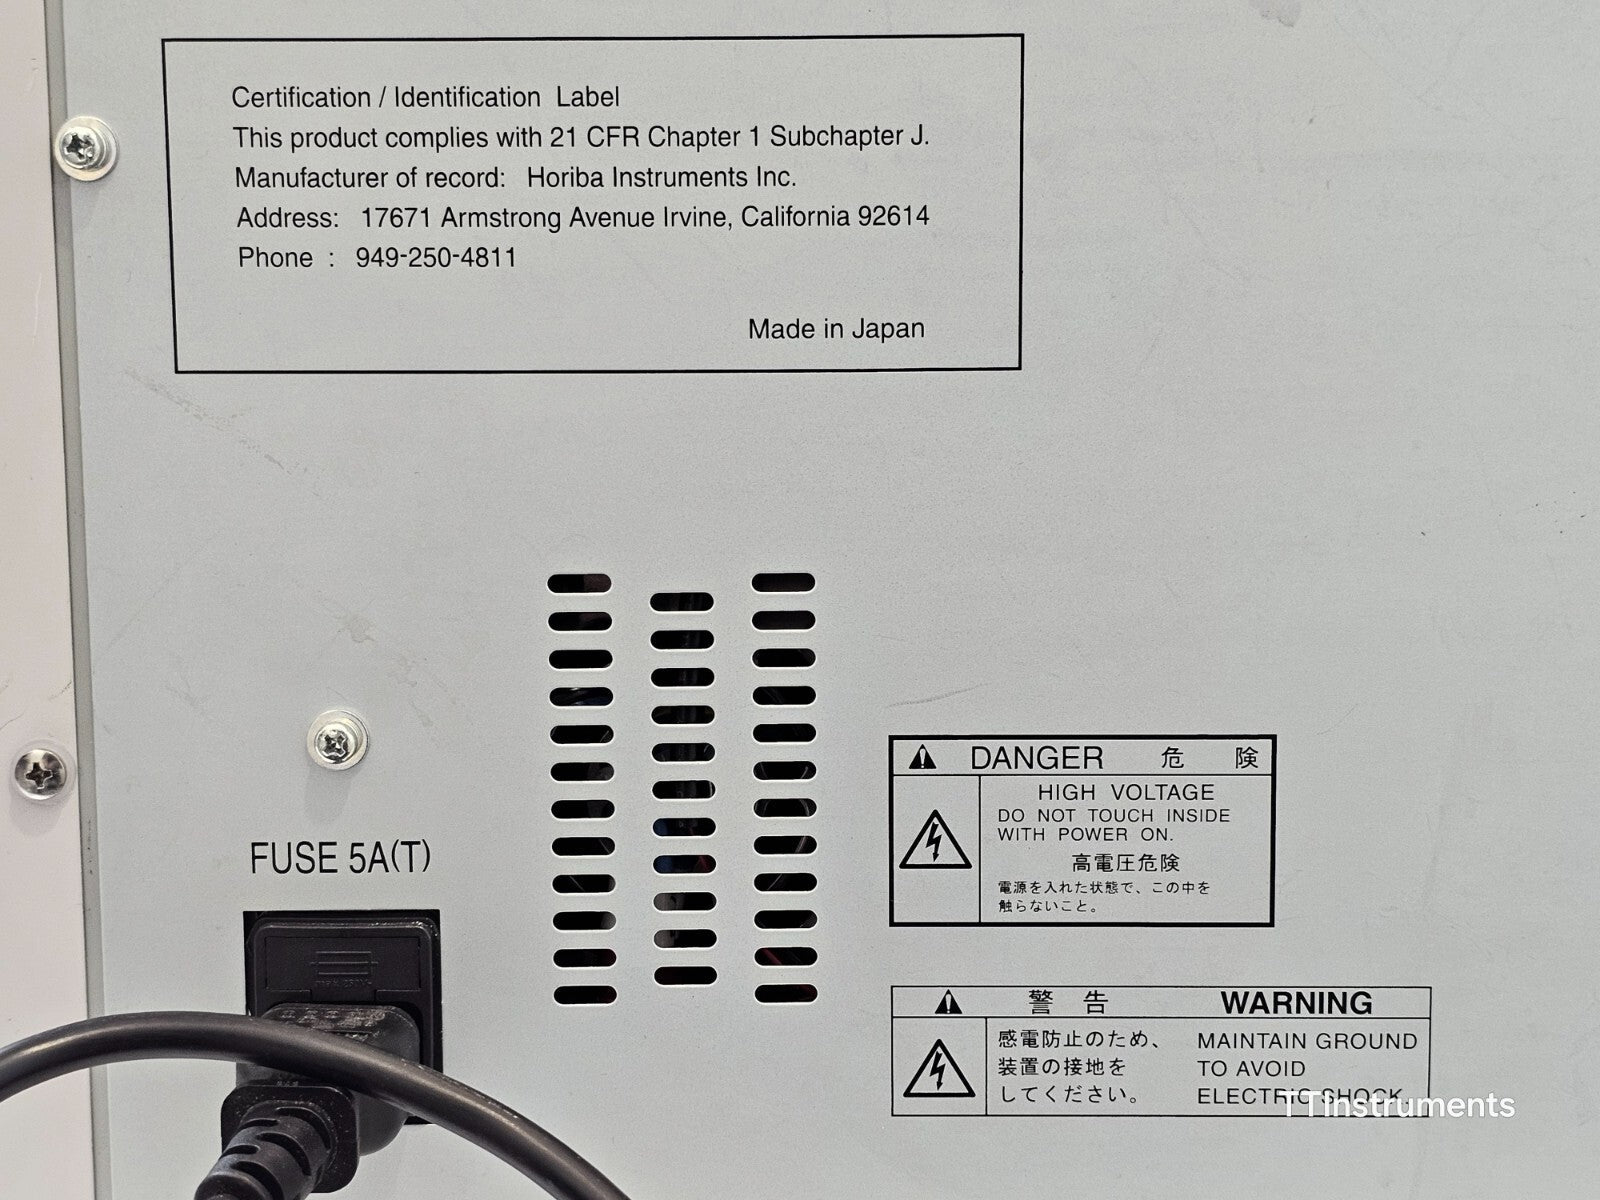 Certification / Identification Label
This product complies with 21 CFR Chapter 1 Subchapter J.
Manufacturer of record: Horiba Instruments Inc.
Address: 17671 Armstrong Avenue Irvine, California 92614
Phone : 949-250-4811
Made in Japan
FUSE 5A(T)
DANGER 危 険
HIGH VOLTAGE
DO NOT TOUCH INSIDE
WITH POWER ON.
高電圧危険
電源を入れた状態で、この中を
触らないこと。
警 告 WARNING
感電防止のため、
装置の接地を
してください。
MAINTAIN GROUND
TO AVOID
ELECTRIC SHOCK.
TTInstruments